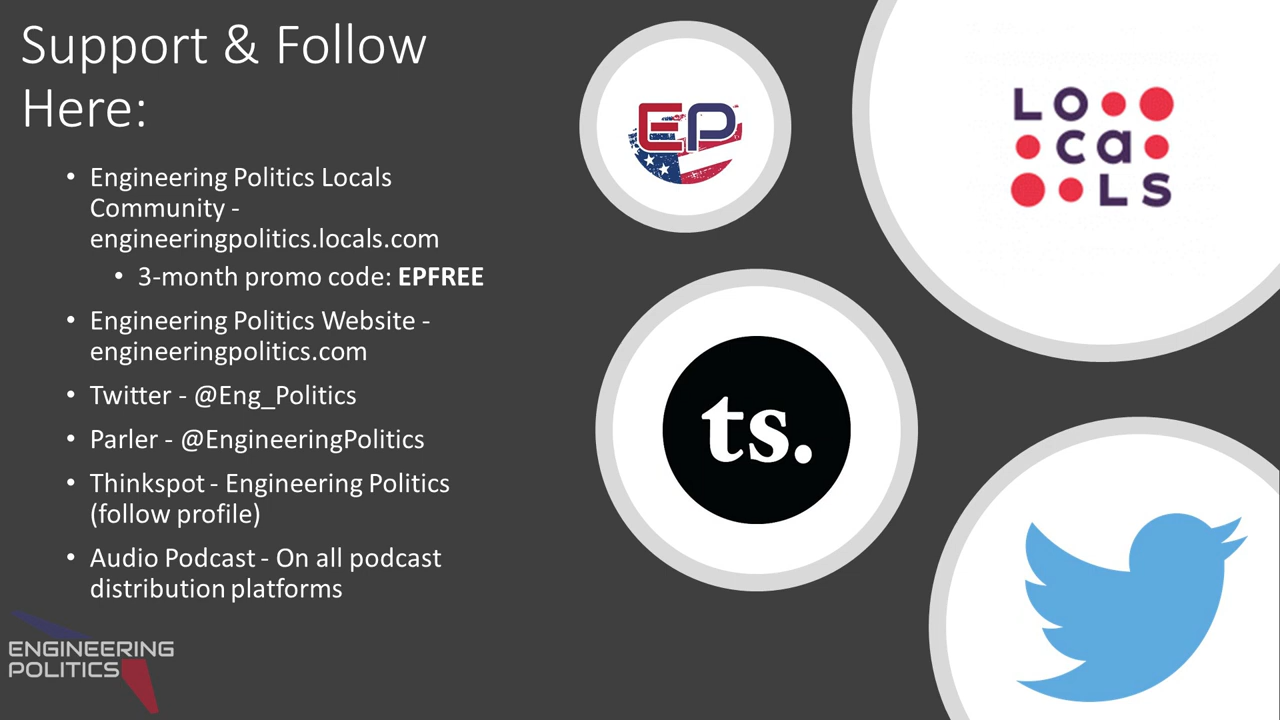 Support & Follow
Here:
• Engineering Politics Locals
Community -
engineeringpolitics.locals.com
• 3-month promo code: EPFREE
• Engineering Politics Website -
engineeringpolitics.com
• Twitter - @Eng_Politics
• Parler - @EngineeringPolitics
• Thinkspot - Engineering Politics
(follow profile)
• Audio Podcast - On all podcast
distribution platforms
ENGINEERING
POLITICS
EP
LO
ca
LS
ts.